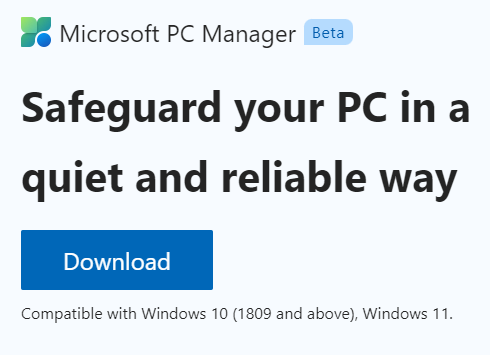 Microsoft PC Manager Beta
Safeguard your PC in a
quiet and reliable way
Download
Compatible with Windows 10 (1809 and above), Windows 11.